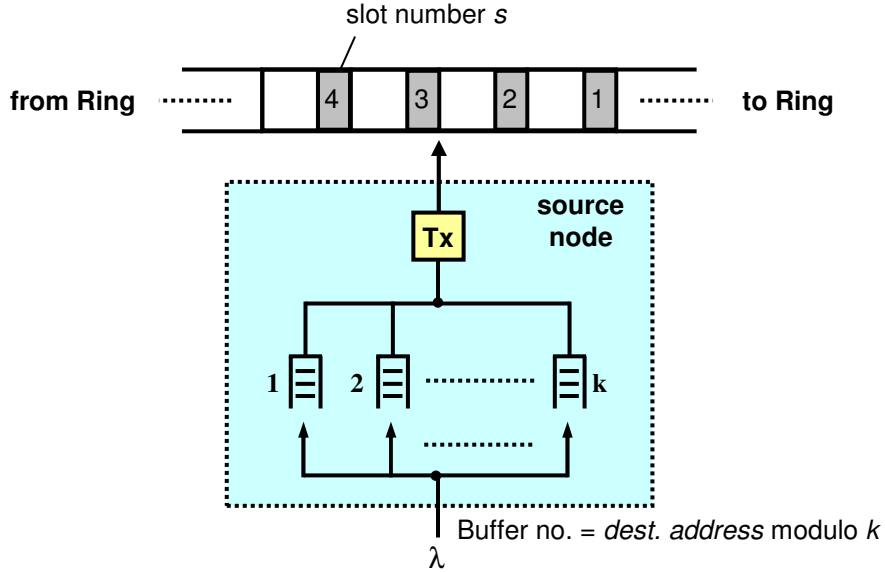 slot number s
from Ring
4
3
2
1
to Ring
source
node
Tx
1
2
k
Buffer no. = dest. address modulo k
λ